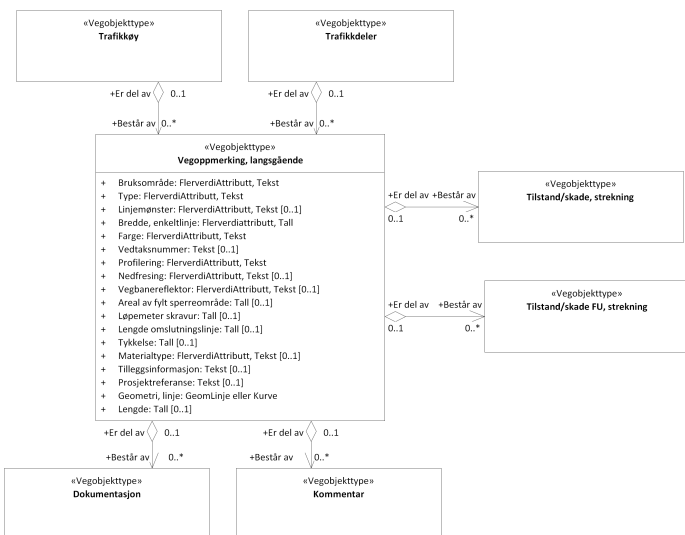 «Vegobjekttype»
Trafikkøy
«Vegobjekttype»
Trafikkdeler
+Er del av 0..1
+Består av 0..*
+Er del av 0..1
+Består av 0..*
«Vegobjekttype»
Vegoppmerking, langsgående
+ Bruksområde: FlerverdiAttributt, Tekst
+ Type: FlerverdiAttributt, Tekst
+ Linjemønster: FlerverdiAttributt, Tekst [0..1]
+ Bredde, enkeltlinje: Flerverdiattributt, Tall
+ Farge: FlerverdiAttributt, Tekst
+ Vedtaksnummer: Tekst [0..1]
+ Profilering: FlerverdiAttributt, Tekst
+ Nedfresing: FlerverdiAttributt, Tekst [0..1]
+ Vegbanereflektor: FlerverdiAttributt, Tekst [0..1]
+ Areal av fylt sperreområde: Tall [0..1]
+ Løpemeter skravur: Tall [0..1]
+ Lengde omslutningslinje: Tall [0..1]
+ Tykkelse: Tall [0..1]
+ Materialtype: FlerverdiAttributt, Tekst [0..1]
+ Tilleggsinformasjon: Tekst [0..1]
+ Prosjektreferanse: Tekst [0..1]
+ Geometri, linje: GeomLinje eller Kurve
+ Lengde: Tall [0..1]
+Er del av +Består av
0..1 0..*
«Vegobjekttype»
Tilstand/skade, strekning
+Er del av +Består av
0..1 0..*
«Vegobjekttype»
Tilstand/skade FU, strekning
+Er del av 0..1
+Består av 0..*
+Er del av 0..1
+Består av 0..*
«Vegobjekttype»
Dokumentasjon
«Vegobjekttype»
Kommentar